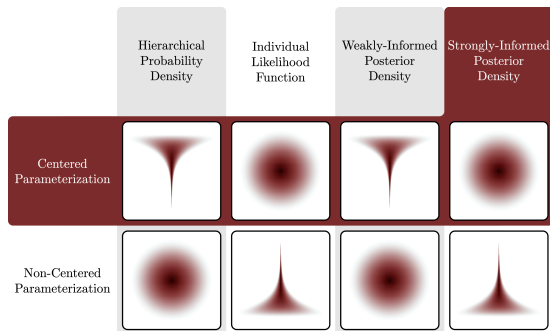 Hierarchical
Probability
Density
Individual
Likelihood
Function
Weakly-Informed
Posterior
Density
Strongly-Informed
Posterior
Density
Centered
Parameterization
Non-Centered
Parameterization